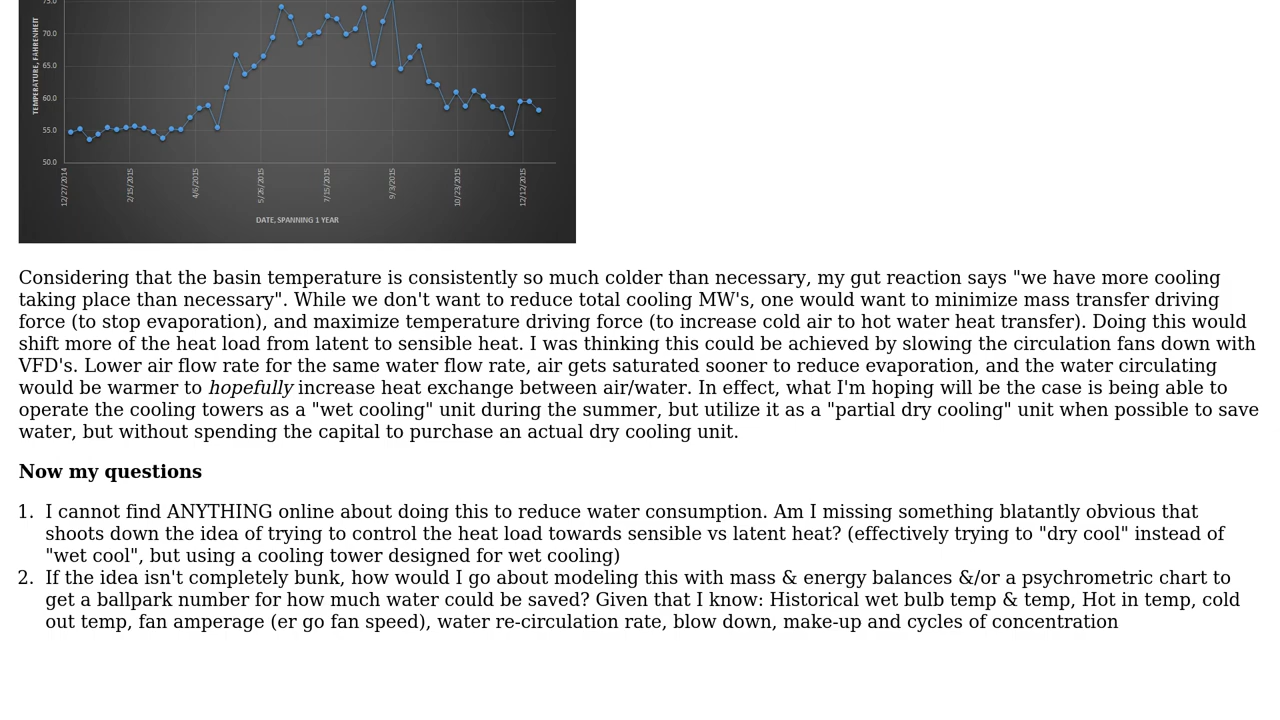 75.0
70.0
65.0
60.0
55.0
50.0
TEMPERATURE, FAHRENHEIT
12/27/2014
2/15/2015
4/6/2015
5/26/2015
7/15/2015
9/3/2015
10/23/2015
12/12/2015
DATE, SPANNING 1 YEAR
Considering that the basin temperature is consistently so much colder than necessary, my gut reaction says "we have more cooling
taking place than necessary". While we don't want to reduce total cooling MW's, one would want to minimize mass transfer driving
force (to stop evaporation), and maximize temperature driving force (to increase cold air to hot water heat transfer). Doing this would
shift more of the heat load from latent to sensible heat. I was thinking this could be achieved by slowing the circulation fans down with
VFD's. Lower air flow rate for the same water flow rate, air gets saturated sooner to reduce evaporation, and the water circulating
would be warmer to hopefully increase heat exchange between air/water. In effect, what I'm hoping will be the case is being able to
operate the cooling towers as a "wet cooling" unit during the summer, but utilize it as a "partial dry cooling" unit when possible to save
water, but without spending the capital to purchase an actual dry cooling unit.
Now my questions
1. I cannot find ANYTHING online about doing this to reduce water consumption. Am I missing something blatantly obvious that
shoots down the idea of trying to control the heat load towards sensible vs latent heat? (effectively trying to "dry cool" instead of
"wet cool", but using a cooling tower designed for wet cooling)
2. If the idea isn't completely bunk, how would I go about modeling this with mass & energy balances &/or a psychrometric chart to
get a ballpark number for how much water could be saved? Given that I know: Historical wet bulb temp & temp, Hot in temp, cold
out temp, fan amperage (er go fan speed), water re-circulation rate, blow down, make-up and cycles of concentration